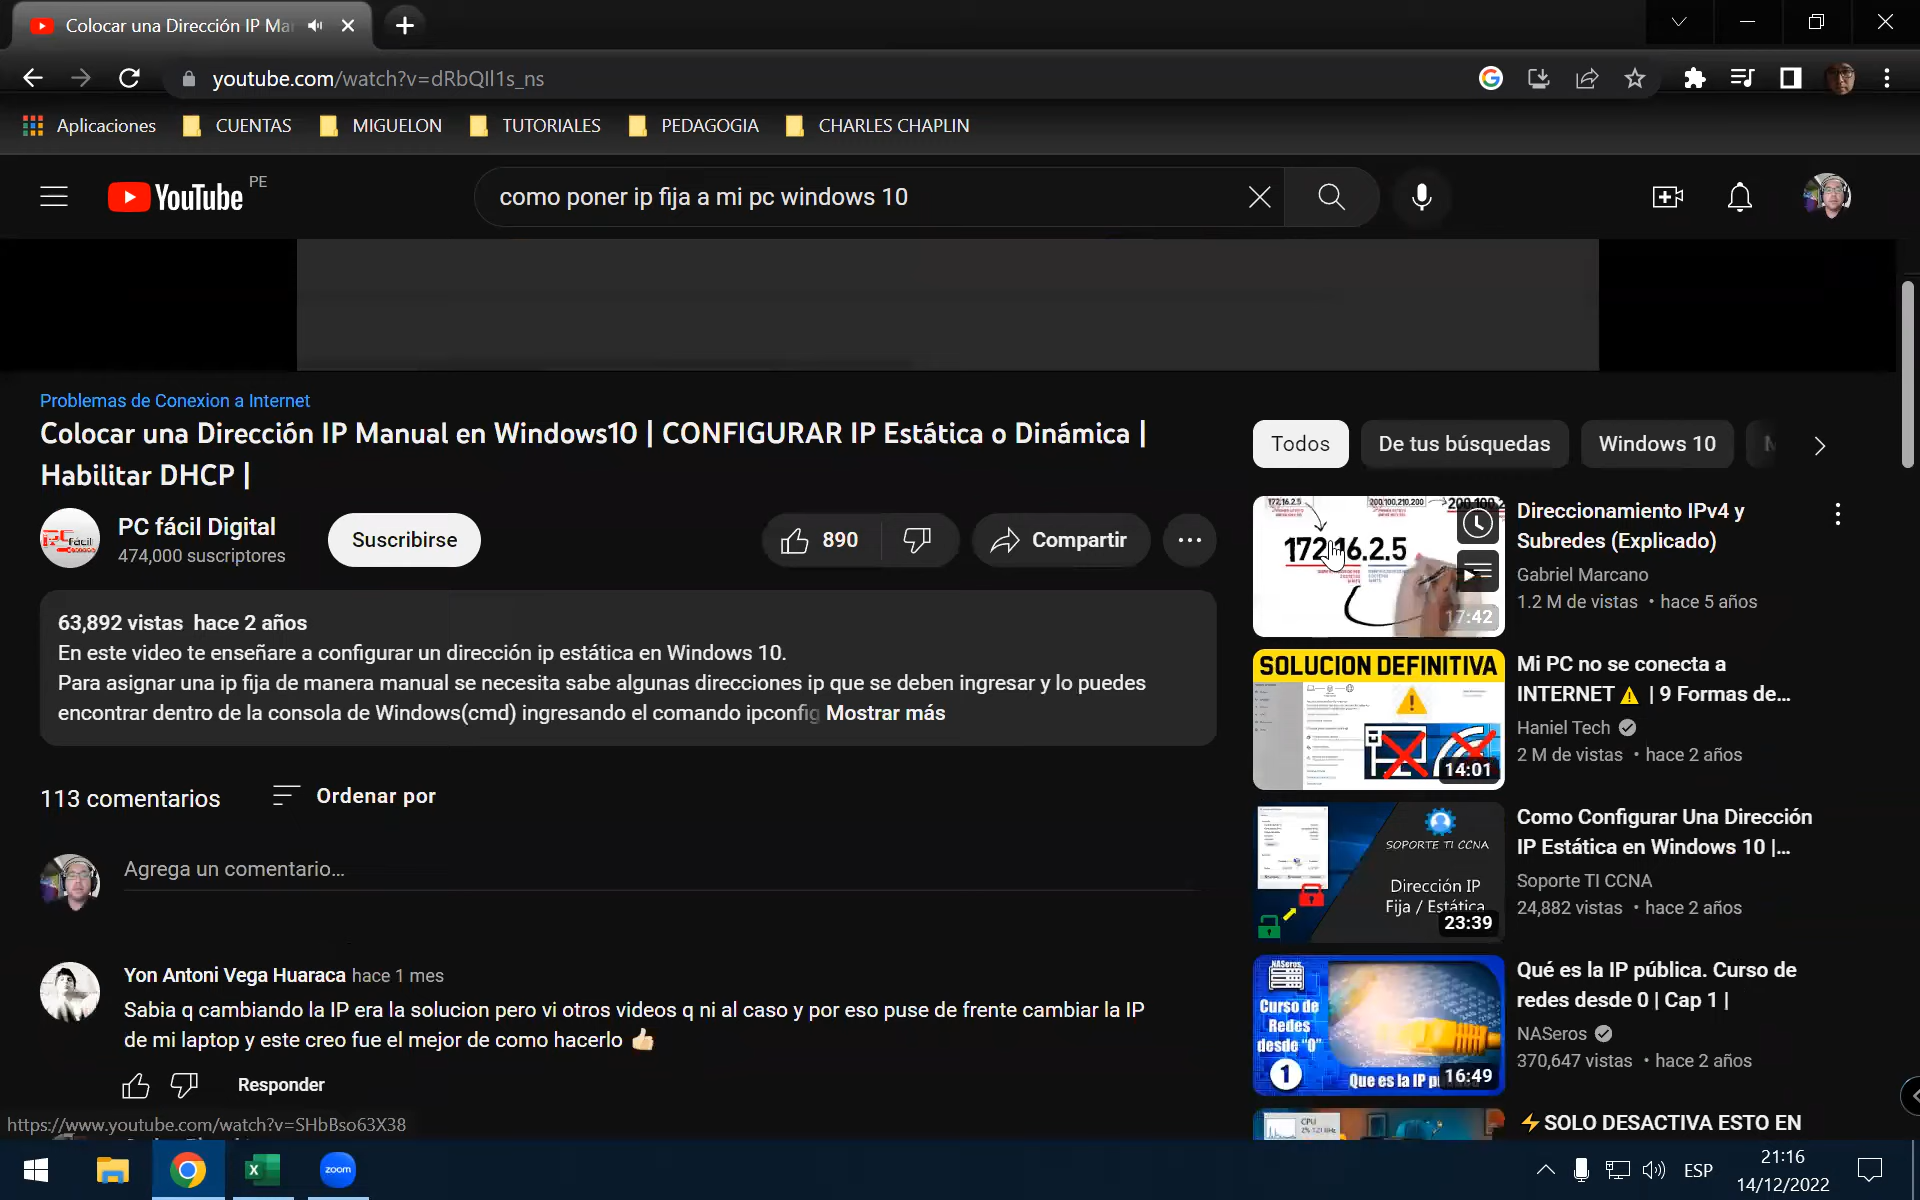 Colocar una Dirección IP Ma
youtube.com/watch?v=dRbQIl1s_ns
Aplicaciones
CUENTAS
MIGUELON
TUTORIALES
PEDAGOGIA
CHARLES CHAPLIN
YouTube PE
como poner ip fija a mi pc windows 10
Problemas de Conexion a Internet
Colocar una Dirección IP Manual en Windows10 | CONFIGURAR IP Estática o Dinámica |
Habilitar DHCP |
PC fácil Digital
474,000 suscriptores
Suscribirse
890
Compartir
63,892 vistas hace 2 años
En este video te enseñare a configurar un dirección ip estática en Windows 10.
Para asignar una ip fija de manera manual se necesita sabe algunas direcciones ip que se deben ingresar y lo puedes
encontrar dentro de la consola de Windows(cmd) ingresando el comando ipconfig Mostrar más
113 comentarios
Ordenar por
Agrega un comentario...
Yon Antoni Vega Huaraca hace 1 mes
Sabia q cambiando la IP era la solucion pero vi otros videos q ni al caso y por eso puse de frente cambiar la IP
de mi laptop y este creo fue el mejor de como hacerlo 👍🏻
Responder
https://www.youtube.com/watch?v=SHbBso63X38
Todos
De tus búsquedas
Windows 10
172.16.2.5
200.100.210.200
172.16.2.5
17:42
Direccionamiento IPv4 y
Subredes (Explicado)
Gabriel Marcano
1.2 M de vistas • hace 5 años
SOLUCION DEFINITIVA
14:01
Mi PC no se conecta a
INTERNET ⚠️ | 9 Formas de...
Haniel Tech
2 M de vistas • hace 2 años
SOPORTE TI CCNA
Dirección IP
Fija / Estática
23:39
Como Configurar Una Dirección
IP Estática en Windows 10 |...
Soporte TI CCNA
24,882 vistas • hace 2 años
NASeros
Curso de
Redes
desde "0"
1
Que es la IP
16:49
Qué es la IP pública. Curso de
redes desde 0 | Cap 1 |
NASeros
370,647 vistas • hace 2 años
CPU
⚡SOLO DESACTIVA ESTO EN
zoom
ESP
21:16
14/12/2022